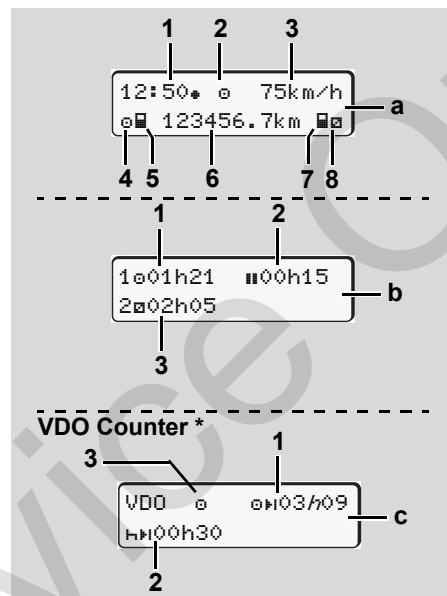 1 2 3
12:50● ⊙ 75km/h
a
⊙ 123456.7km
4 5 6 7 8
1 2
1⊙01h21 00h15
b
2 02h05
3
VDO Counter *
3 1
VDO ⊙ ⊙ 03h09
c
00h30
2